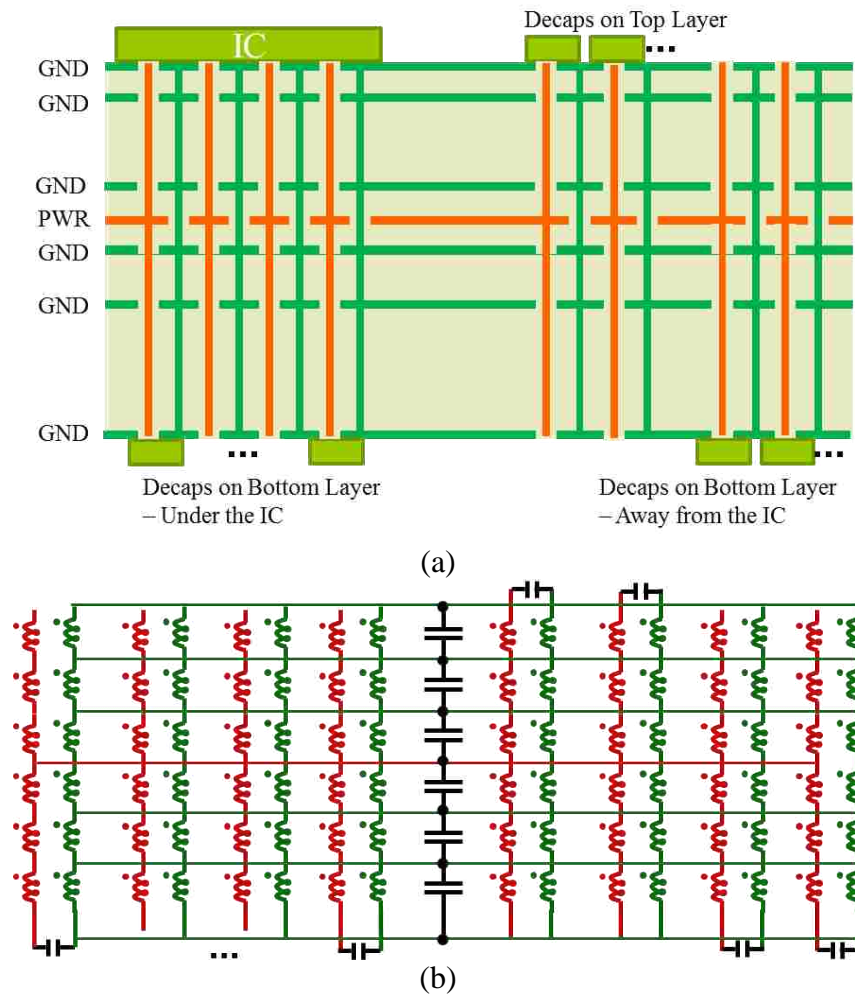 IC
Decaps on Top Layer
...
GND
GND
GND
PWR
GND
GND
GND
...
...
Decaps on Bottom Layer
– Under the IC
Decaps on Bottom Layer
–Away from the IC
(a)
...
(b)